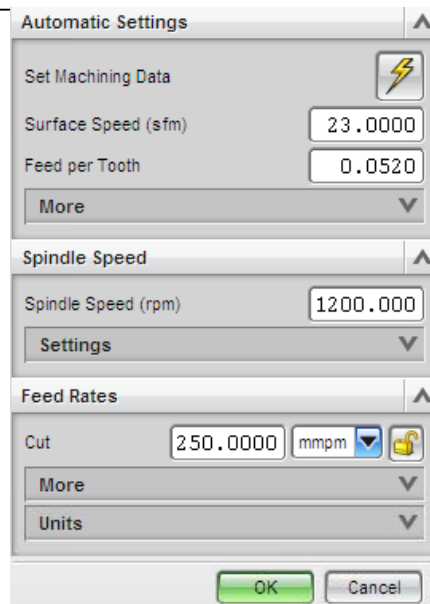 Automatic Settings
Set Machining Data
Surface Speed (sfm) 23.0000
Feed per Tooth 0.0520
More
Spindle Speed
Spindle Speed (rpm) 1200.000
Settings
Feed Rates
Cut 250.0000 mmpm
More
Units
OK Cancel